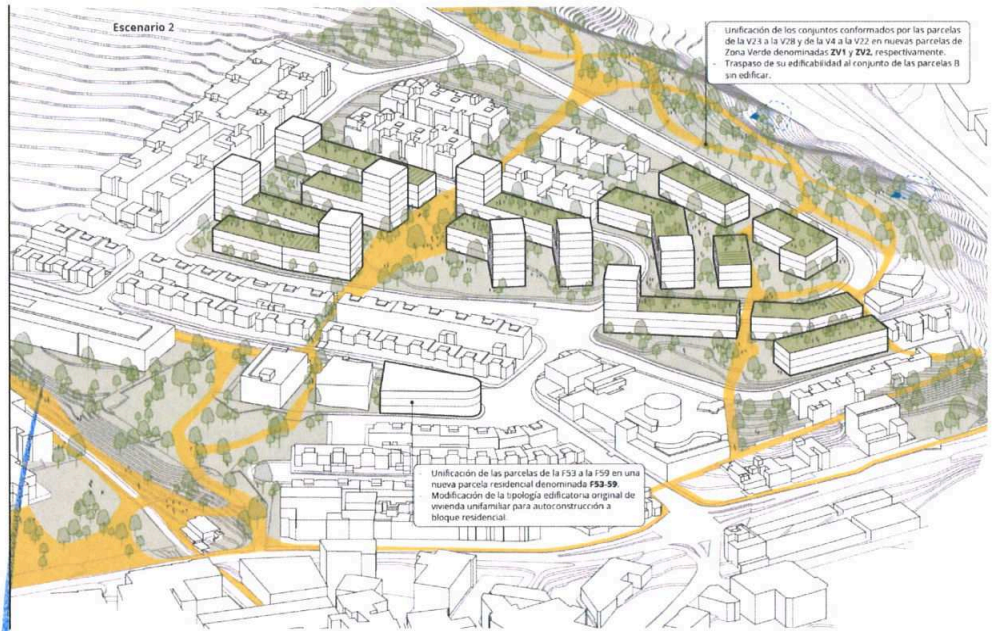 Escenario 2
- Unificación de los conjuntos conformados por las parcelas
de la V23 a la V28 y de la V4 a la V22 en nuevas parcelas de
Zona Verde denominadas ZV1 y ZV2, respectivamente.
- Traspaso de su edificabilidad al conjunto de las parcelas B
sin edificar.
- Unificación de las parcelas de la F53 a la F59 en una
nueva parcela residencial denominada F53-59.
- Modificación de la tipología edificatoria original de
vivienda unifamiliar para autoconstrucción a
bloque residencial.